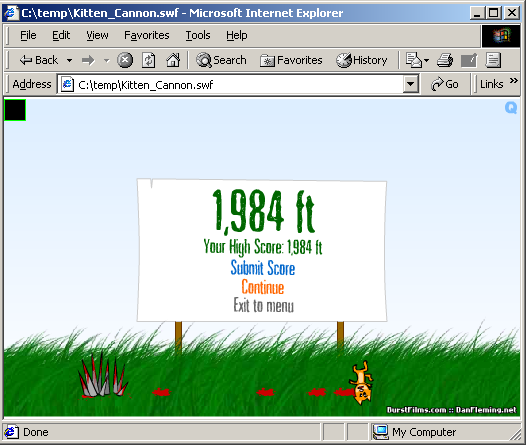 C:\temp\Kitten_Cannon.swf - Microsoft Internet Explorer
File Edit View Favorites Tools Help
Back Search Favorites History
Address C:\temp\Kitten_Cannon.swf Go Links »
Q
1,984 ft
Your High Score: 1,984 ft
Submit Score
Continue
Exit to menu
DurstFilms.com :: DanFleming.net
Done My Computer